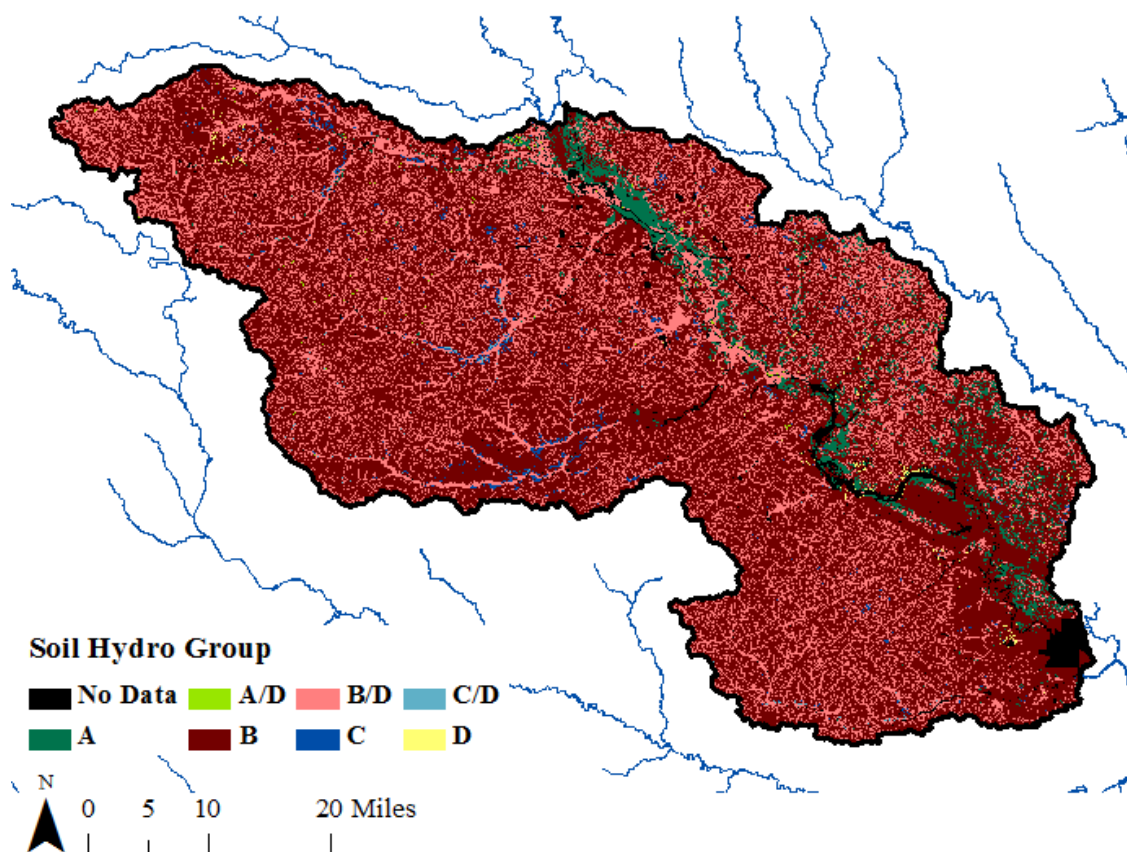 Soil Hydro Group
No Data A/D B/D C/D
A B C D
N
0 5 10 20 Miles